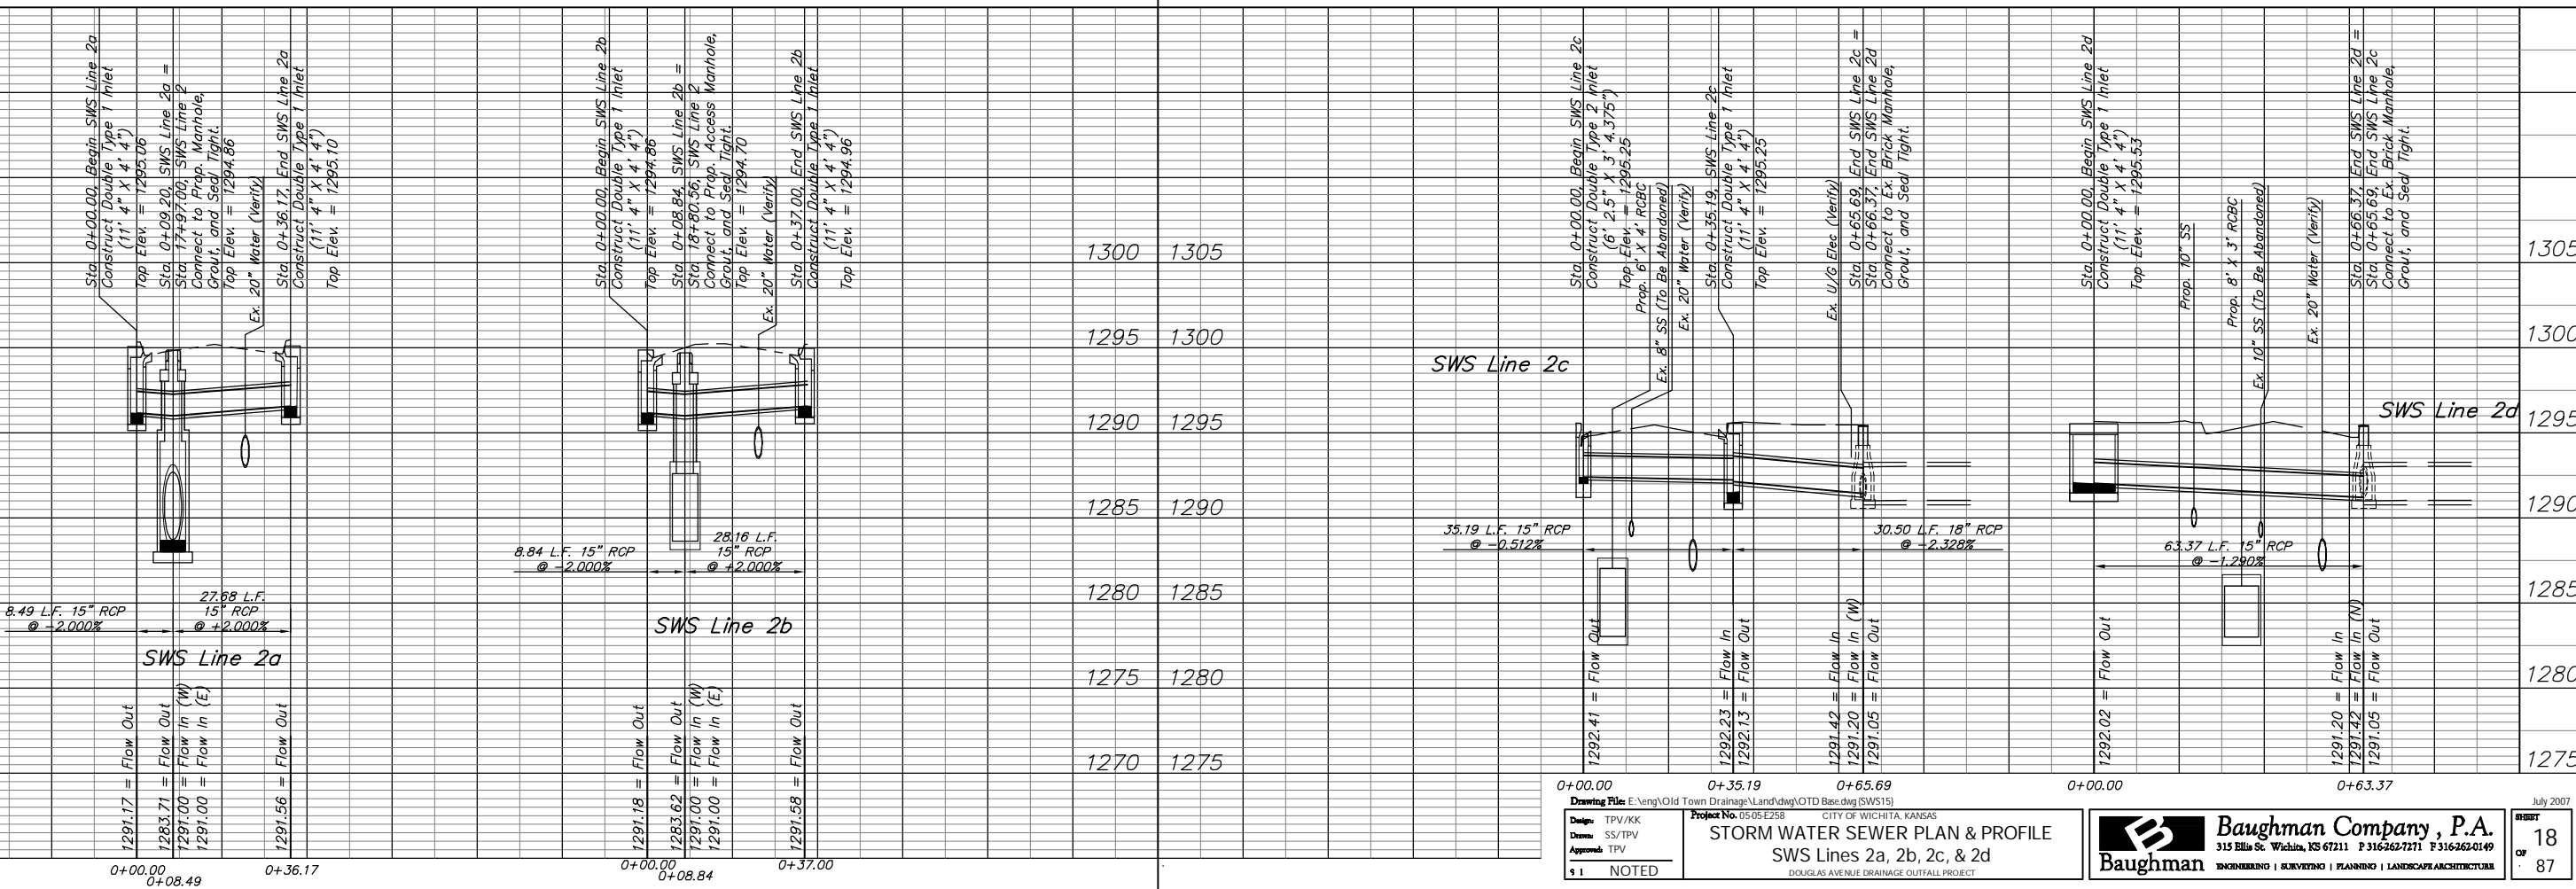 Sta. 0+00.00, Begin SWS Line 2a
Construct Double Type 1 Inlet
(11' 4" X 4' 4")
Top Elev. = 1295.06
Sta. 0+09.20, SWS Line 2a =
Sta. 17+97.00, SWS Line 2
Connect to Prop. Manhole,
Grout, and Seal Tight.
Top Elev. = 1294.86
Ex. 20" Water (Verify)
Sta. 0+36.17, End SWS Line 2a
Construct Double Type 1 Inlet
(11' 4" X 4' 4")
Top Elev. = 1295.10
8.49 L.F. 15" RCP
@ -2.000%
27.68 L.F.
15" RCP
@ +2.000%
SWS Line 2a
1291.17 = Flow Out
1283.71 = Flow Out
1291.00 = Flow In (W)
1291.00 = Flow In (E)
1291.56 = Flow Out
0+00.00
0+08.49
0+36.17
Sta. 0+00.00, Begin SWS Line 2b
Construct Double Type 1 Inlet
(11' 4" X 4' 4")
Top Elev. = 1294.86
Sta. 0+08.84, SWS Line 2b =
Sta. 18+80.56, SWS Line 2
Connect to Prop. Access Manhole,
Grout, and Seal Tight.
Top Elev. = 1294.70
Ex. 20" Water (Verify)
Sta. 0+37.00, End SWS Line 2b
Construct Double Type 1 Inlet
(11' 4" X 4' 4")
Top Elev. = 1294.96
8.84 L.F. 15" RCP
@ -2.000%
28.16 L.F.
15" RCP
@ +2.000%
SWS Line 2b
1291.18 = Flow Out
1283.62 = Flow Out
1291.00 = Flow In (W)
1291.00 = Flow In (E)
1291.58 = Flow Out
0+00.00
0+08.84
0+37.00
1300 1305
1295 1300
1290 1295
1285 1290
1280 1285
1275 1280
1270 1275
SWS Line 2c
Sta. 0+00.00, Begin SWS Line 2c
Construct Double Type 2 Inlet
(6' 2.5" X 3' 4.375")
Top Elev. = 1295.25
Prop. 6' X 4' RCBC
Ex. 8" SS (To Be Abandoned)
Ex. 20" Water (Verify)
Sta. 0+35.19, SWS Line 2c
Construct Double Type 1 Inlet
(11' 4" X 4' 4")
Top Elev. = 1295.25
Ex. U/G Elec (Verify)
Sta. 0+65.69, End SWS Line 2c =
Sta. 0+66.37, End SWS Line 2d
Connect to Ex. Brick Manhole,
Grout, and Seal Tight.
35.19 L.F. 15" RCP
@ -0.512%
30.50 L.F. 18" RCP
@ -2.328%
1292.41 = Flow Out
1292.23 = Flow In
1292.13 = Flow Out
1291.42 = Flow In
1291.20 = Flow In (W)
1291.05 = Flow Out
0+00.00
0+35.19
0+65.69
Sta. 0+00.00, Begin SWS Line 2d
Construct Double Type 1 Inlet
(11' 4" X 4' 4")
Top Elev. = 1295.53
Prop. 10" SS
Prop. 8' X 3' RCBC
Ex. 10" SS (To Be Abandoned)
Ex. 20" Water (Verify)
Sta. 0+66.37, End SWS Line 2d =
Sta. 0+65.69, End SWS Line 2c
Connect to Ex. Brick Manhole,
Grout, and Seal Tight.
SWS Line 2d
63.37 L.F. 15" RCP
@ -1.290%
1292.02 = Flow Out
1291.20 = Flow In
1291.42 = Flow In (N)
1291.05 = Flow Out
0+00.00
0+63.37
1305
1300
1295
1290
1285
1280
1275
Drawing File: E:\eng\Old Town Drainage\Land\dwg\OTD Base.dwg (SWS15)
Design: TPV/KK
Drawn: SS/TPV
Approved: TPV
NOTED
Project No. 05-05-E258
CITY OF WICHITA, KANSAS
STORM WATER SEWER PLAN & PROFILE
SWS Lines 2a, 2b, 2c, & 2d
DOUGLAS AVENUE DRAINAGE OUTFALL PROJECT
Baughman
Baughman Company, P.A.
315 Ellis St. Wichita, KS 67211 P 316-262-7271 F 316-262-0149
ENGINEERING | SURVEYING | PLANNING | LANDSCAPE ARCHITECTURE
July 2007
SHEET
18
OF
87